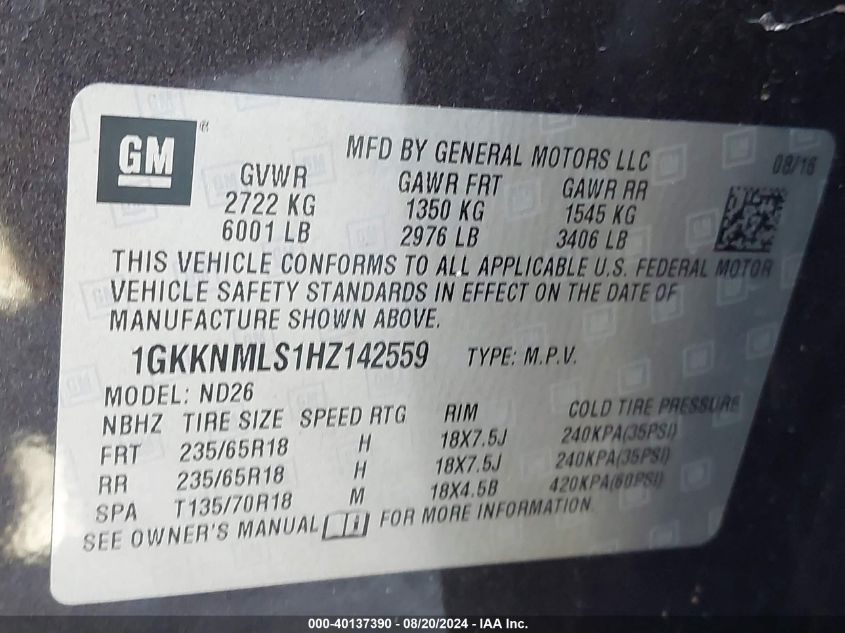 GM ®
MFD BY GENERAL MOTORS LLC 08/16
GVWR GAWR FRT GAWR RR
2722 KG 1350 KG 1545 KG
6001 LB 2976 LB 3406 LB
THIS VEHICLE CONFORMS TO ALL APPLICABLE U.S. FEDERAL MOTOR
VEHICLE SAFETY STANDARDS IN EFFECT ON THE DATE OF
MANUFACTURE SHOWN ABOVE.
1GKKNMLS1HZ142559 TYPE: M.P.V.
MODEL: ND26
NBHZ TIRE SIZE SPEED RTG RIM COLD TIRE PRESSURE
FRT 235/65R18 H 18X7.5J 240KPA(35PSI)
RR 235/65R18 H 18X7.5J 240KPA(35PSI)
SPA T135/70R18 M 18X4.5B 420KPA(60PSI)
SEE OWNER'S MANUAL FOR MORE INFORMATION.
000-40137390 - 08/20/2024 - IAA Inc.